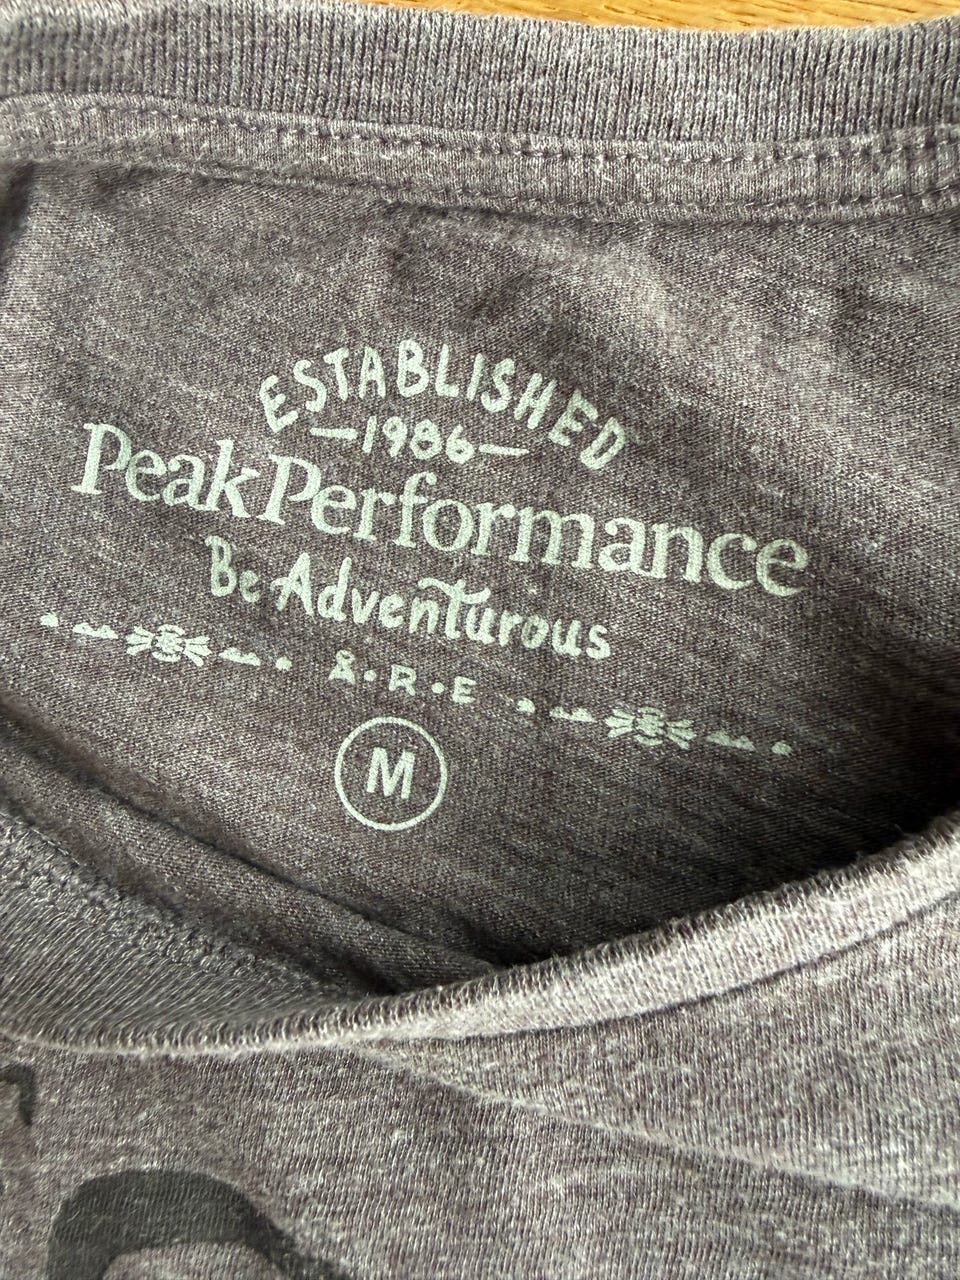 ESTABLISHED
—1986—
PeakPerformance
Be Adventurous
Å·R·E
M